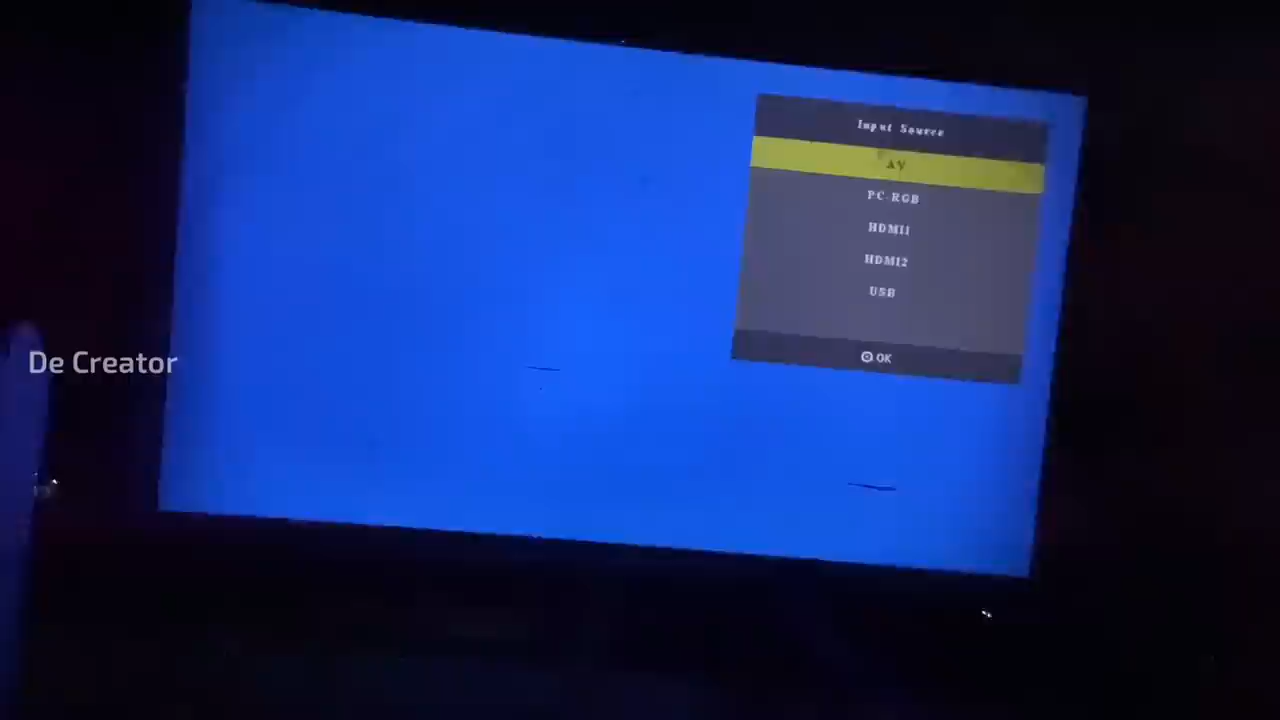 Input Source
AV
PC-RGB
HDMI1
HDMI2
USB
De Creator
OK